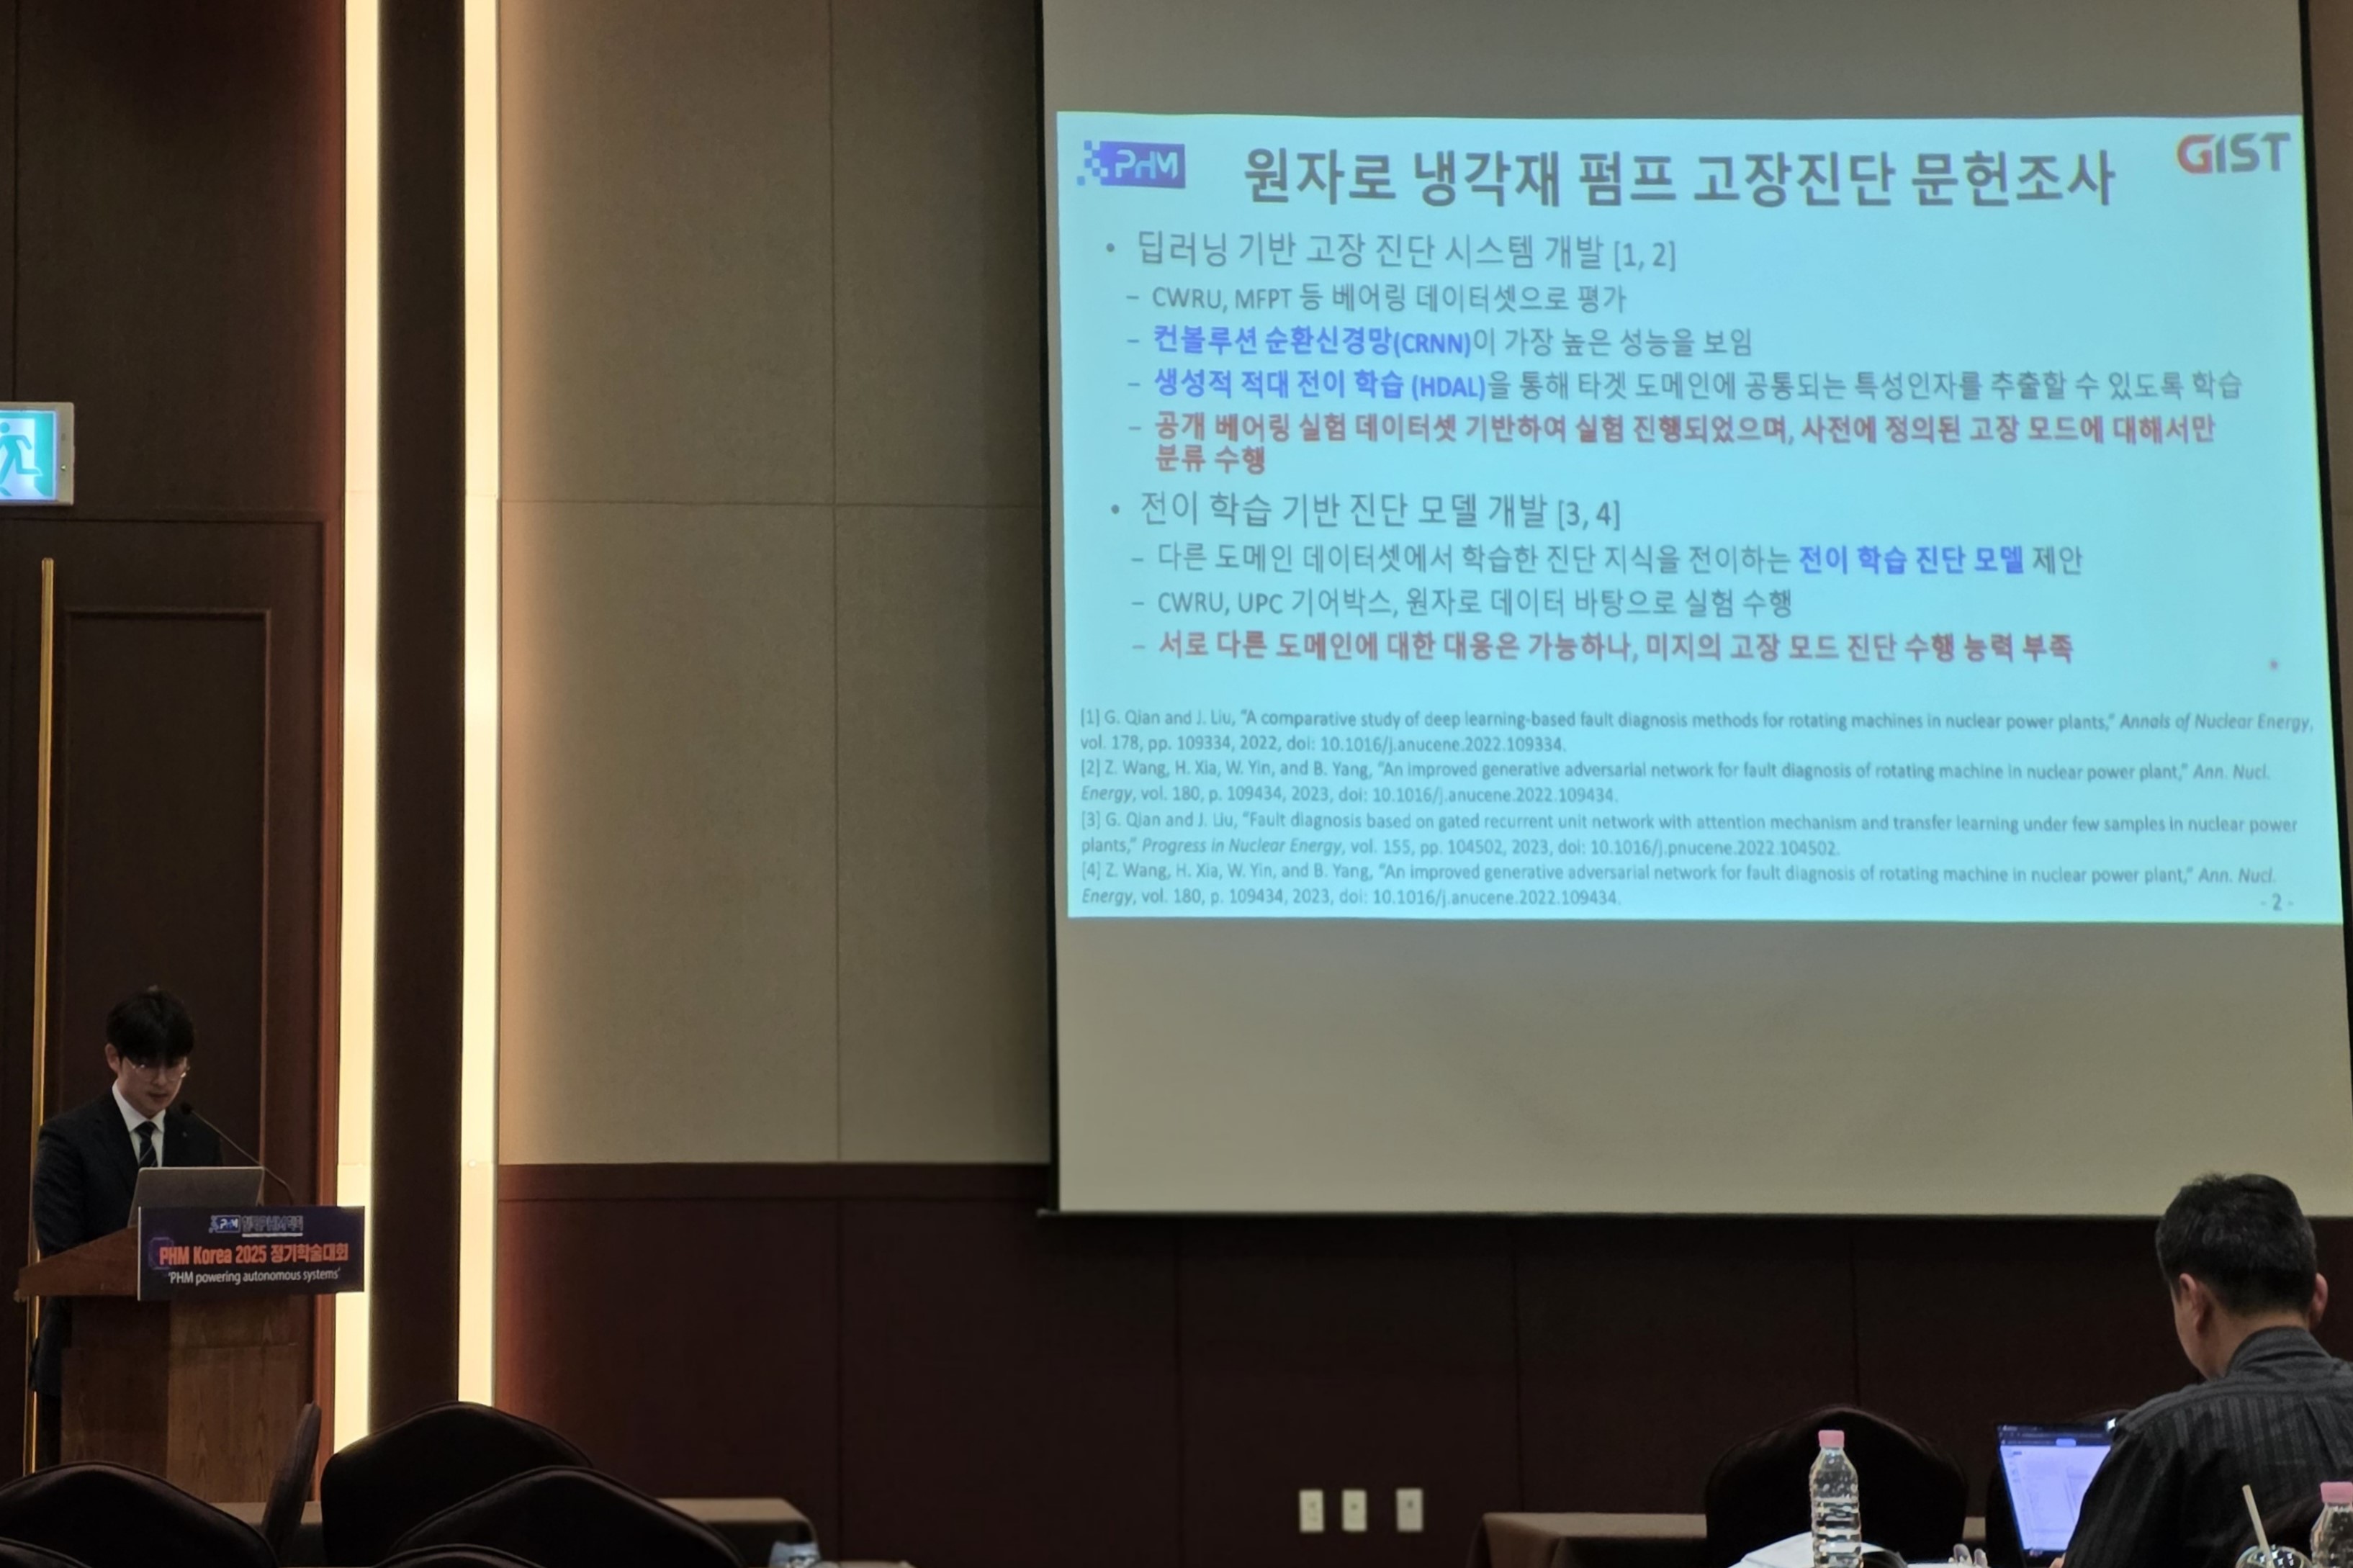 PHM
GIST
원자로 냉각재 펌프 고장진단 문헌조사
• 딥러닝 기반 고장 진단 시스템 개발 [1, 2]
– CWRU, MFPT 등 베어링 데이터셋으로 평가
– 컨볼루션 순환신경망(CRNN)이 가장 높은 성능을 보임
– 생성적 적대 전이 학습 (HDAL)을 통해 타겟 도메인에 공통되는 특성인자를 추출할 수 있도록 학습
– 공개 베어링 실험 데이터셋 기반하여 실험 진행되었으며, 사전에 정의된 고장 모드에 대해서만
분류 수행
• 전이 학습 기반 진단 모델 개발 [3, 4]
– 다른 도메인 데이터셋에서 학습한 진단 지식을 전이하는 전이 학습 진단 모델 제안
– CWRU, UPC 기어박스, 원자로 데이터 바탕으로 실험 수행
– 서로 다른 도메인에 대한 대응은 가능하나, 미지의 고장 모드 진단 수행 능력 부족
[1] G. Qian and J. Liu, “A comparative study of deep learning-based fault diagnosis methods for rotating machines in nuclear power plants,” Annals of Nuclear Energy,
vol. 178, pp. 109334, 2022, doi: 10.1016/j.anucene.2022.109334.
[2] Z. Wang, H. Xia, W. Yin, and B. Yang, “An improved generative adversarial network for fault diagnosis of rotating machine in nuclear power plant,” Ann. Nucl.
Energy, vol. 180, p. 109434, 2023, doi: 10.1016/j.anucene.2022.109434.
[3] G. Qian and J. Liu, “Fault diagnosis based on gated recurrent unit network with attention mechanism and transfer learning under few samples in nuclear power
plants,” Progress in Nuclear Energy, vol. 155, pp. 104502, 2023, doi: 10.1016/j.pnucene.2022.104502.
[4] Z. Wang, H. Xia, W. Yin, and B. Yang, “An improved generative adversarial network for fault diagnosis of rotating machine in nuclear power plant,” Ann. Nucl.
Energy, vol. 180, p. 109434, 2023, doi: 10.1016/j.anucene.2022.109434.
- 2 -
PHM
PHM Korea 2025 정기학술대회
'PHM powering autonomous systems'